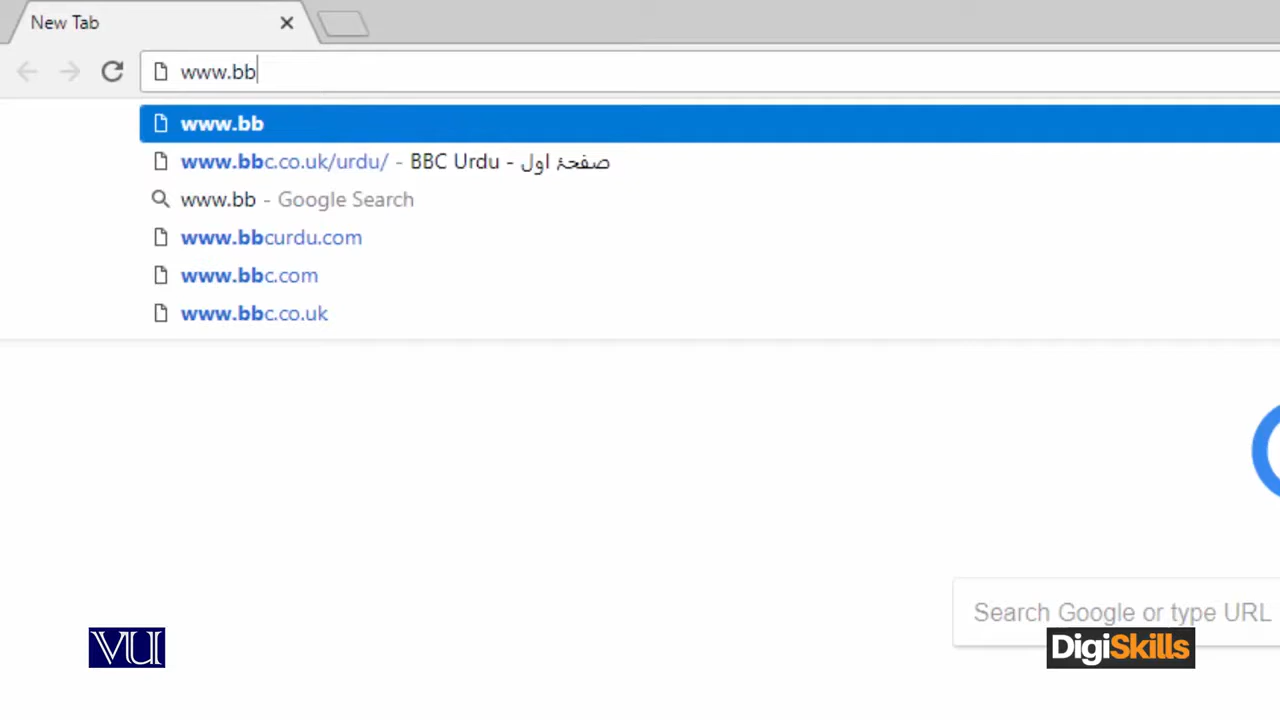 New Tab
www.bb
www.bb
www.bbc.co.uk/urdu/ - BBC Urdu - صفحۂ اول
www.bb - Google Search
www.bbcurdu.com
www.bbc.com
www.bbc.co.uk
Search Google or type URL
VU
DigiSkills